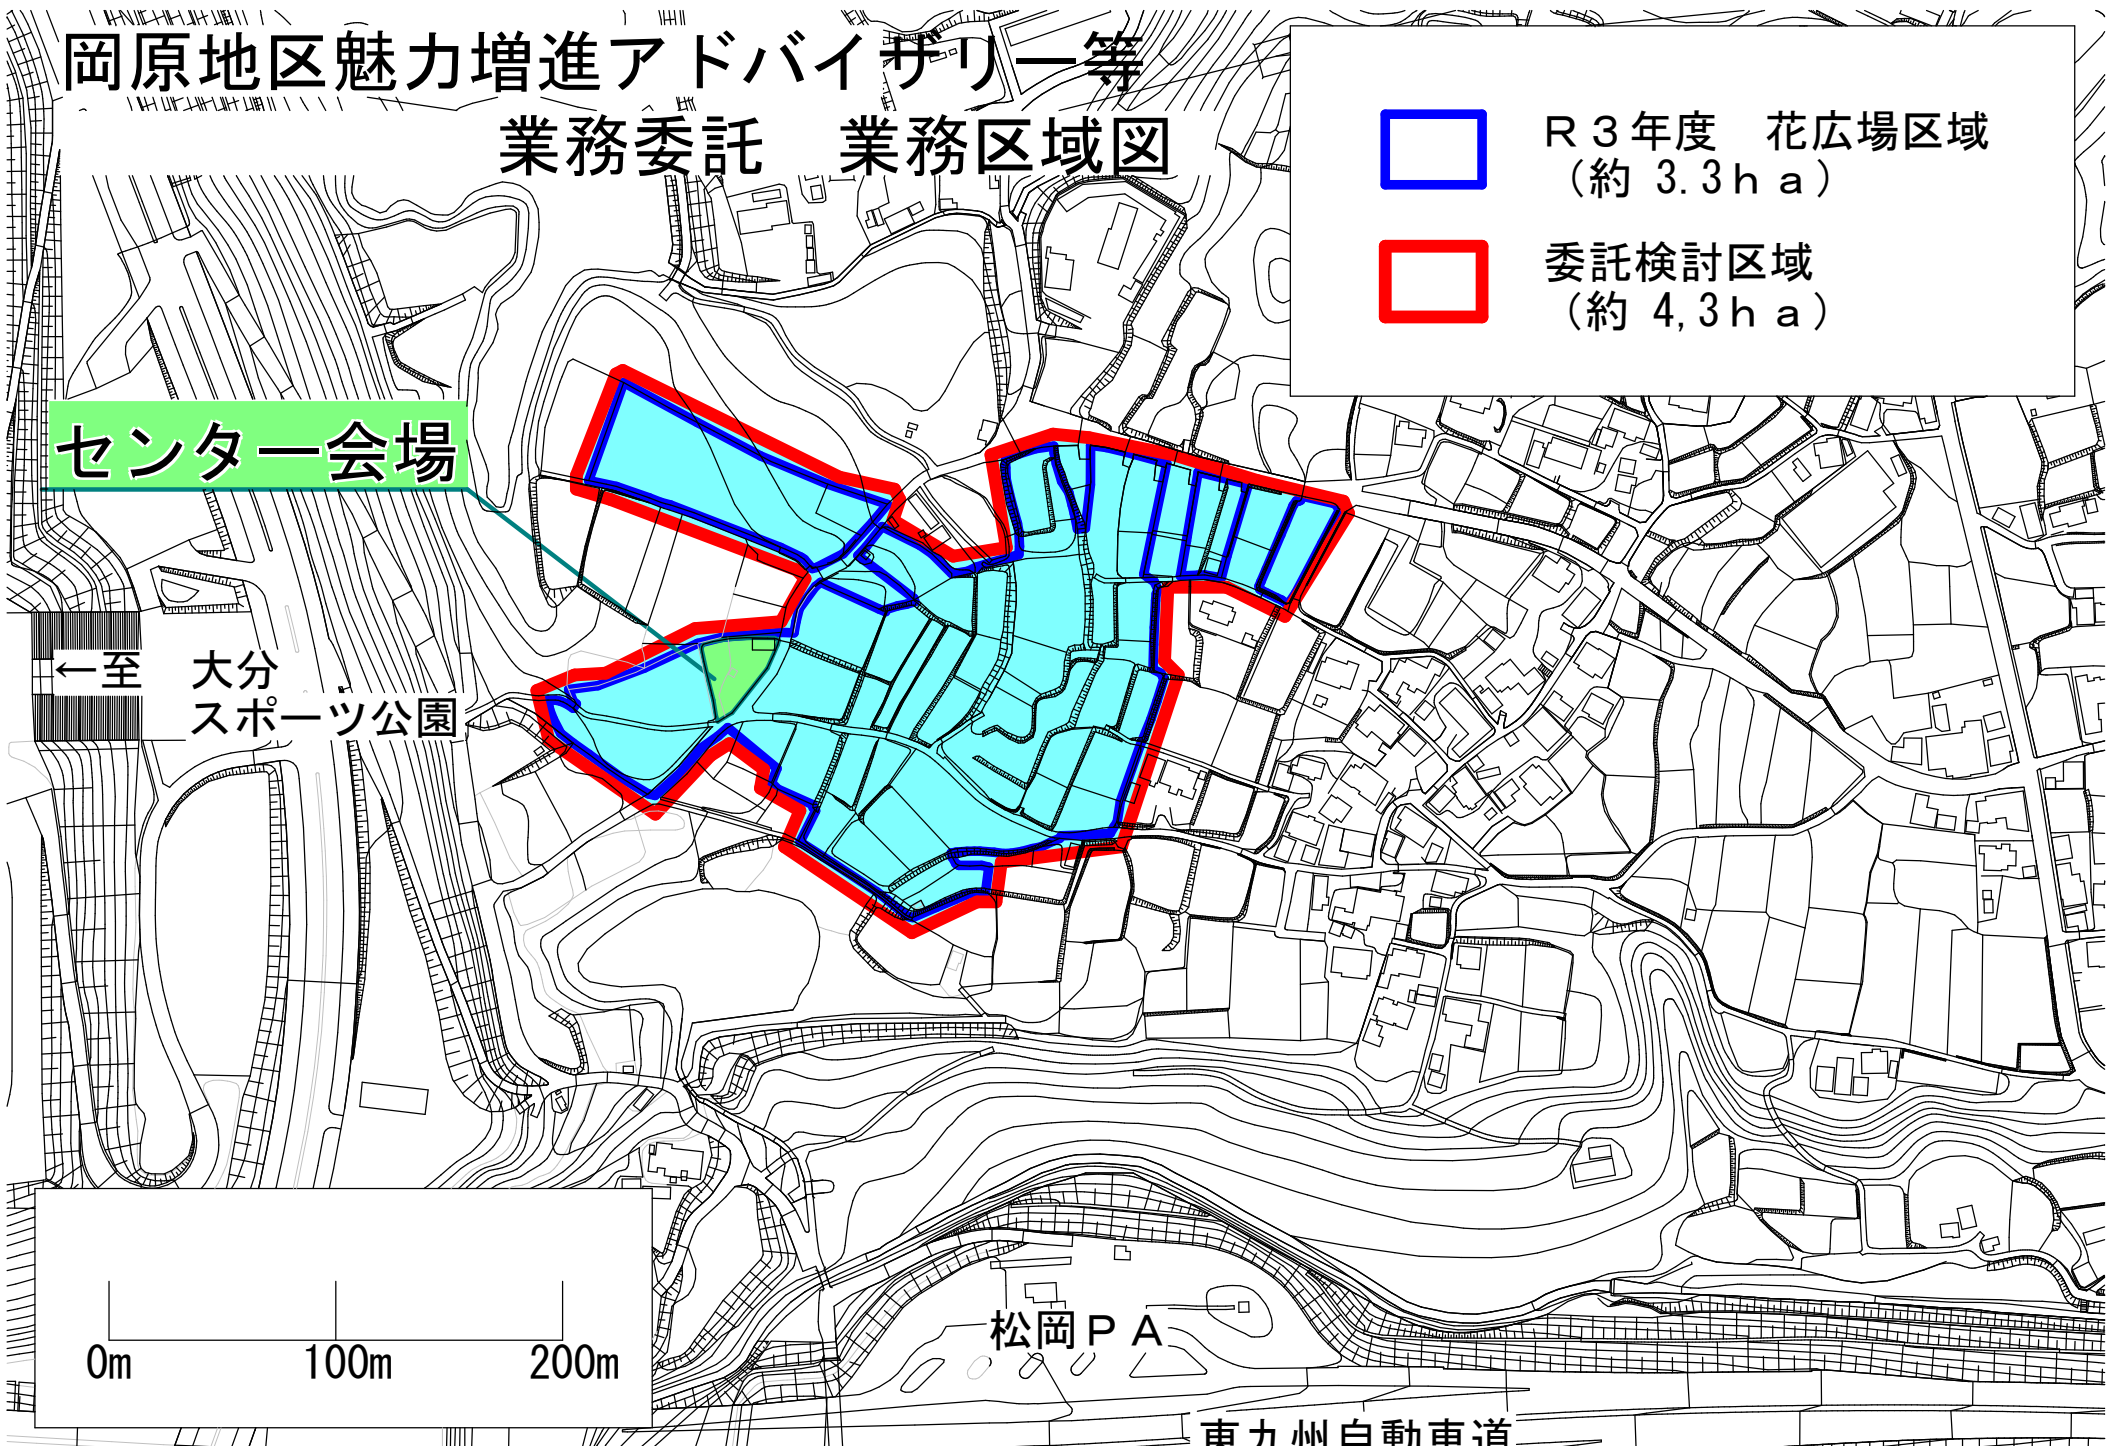 岡原地区魅力増進アドバイザリー等
業務委託　業務区域図
R３年度　花広場区域
（約 3.3ｈａ）
委託検討区域
（約 4,3ｈａ）
センター会場
←至　大分
スポーツ公園
0m 100m 200m
松岡ＰＡ
東九州自動車道